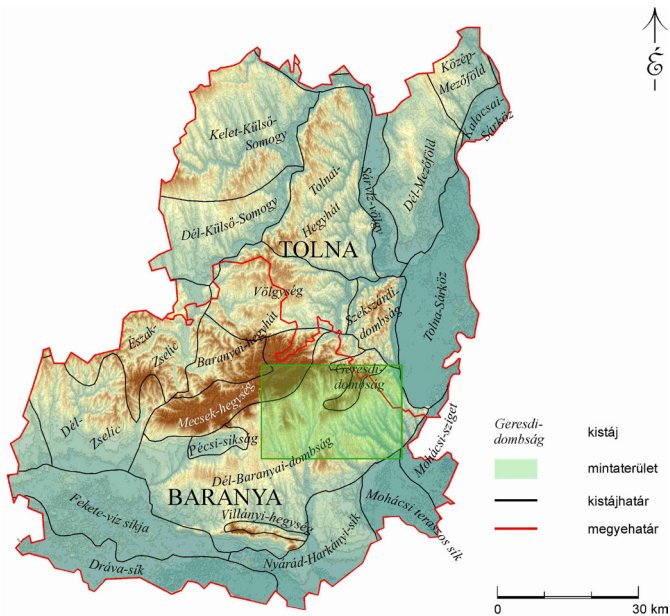 É
Közép-
Mezőföld
Kalocsai-
Sárköz
Kelet-Külső-
Somogy
Tolnai-
Hegyhát
Sárvíz-völgy
Dél-Mezőföld
Dél-Külső-Somogy
TOLNA
Völgység
Szekszárdi-
dombság
Tolna-Sárköz
Észak-
Zselic
Baranyai-hegyhát
Geresdi-
dombság
Mecsek-hegység
Dél-
Zselic
Pécsi-síkság
Mohácsi-sziget
Dél-Baranyai-dombság
BARANYA
Villányi-hegység
Mohácsi teraszos sík
Fekete-víz síkja
Nyárád-Harkányi-sík
Dráva-sík
Geresdi-
dombság
kistáj
mintaterület
kistájhatár
megyehatár
0 30 km